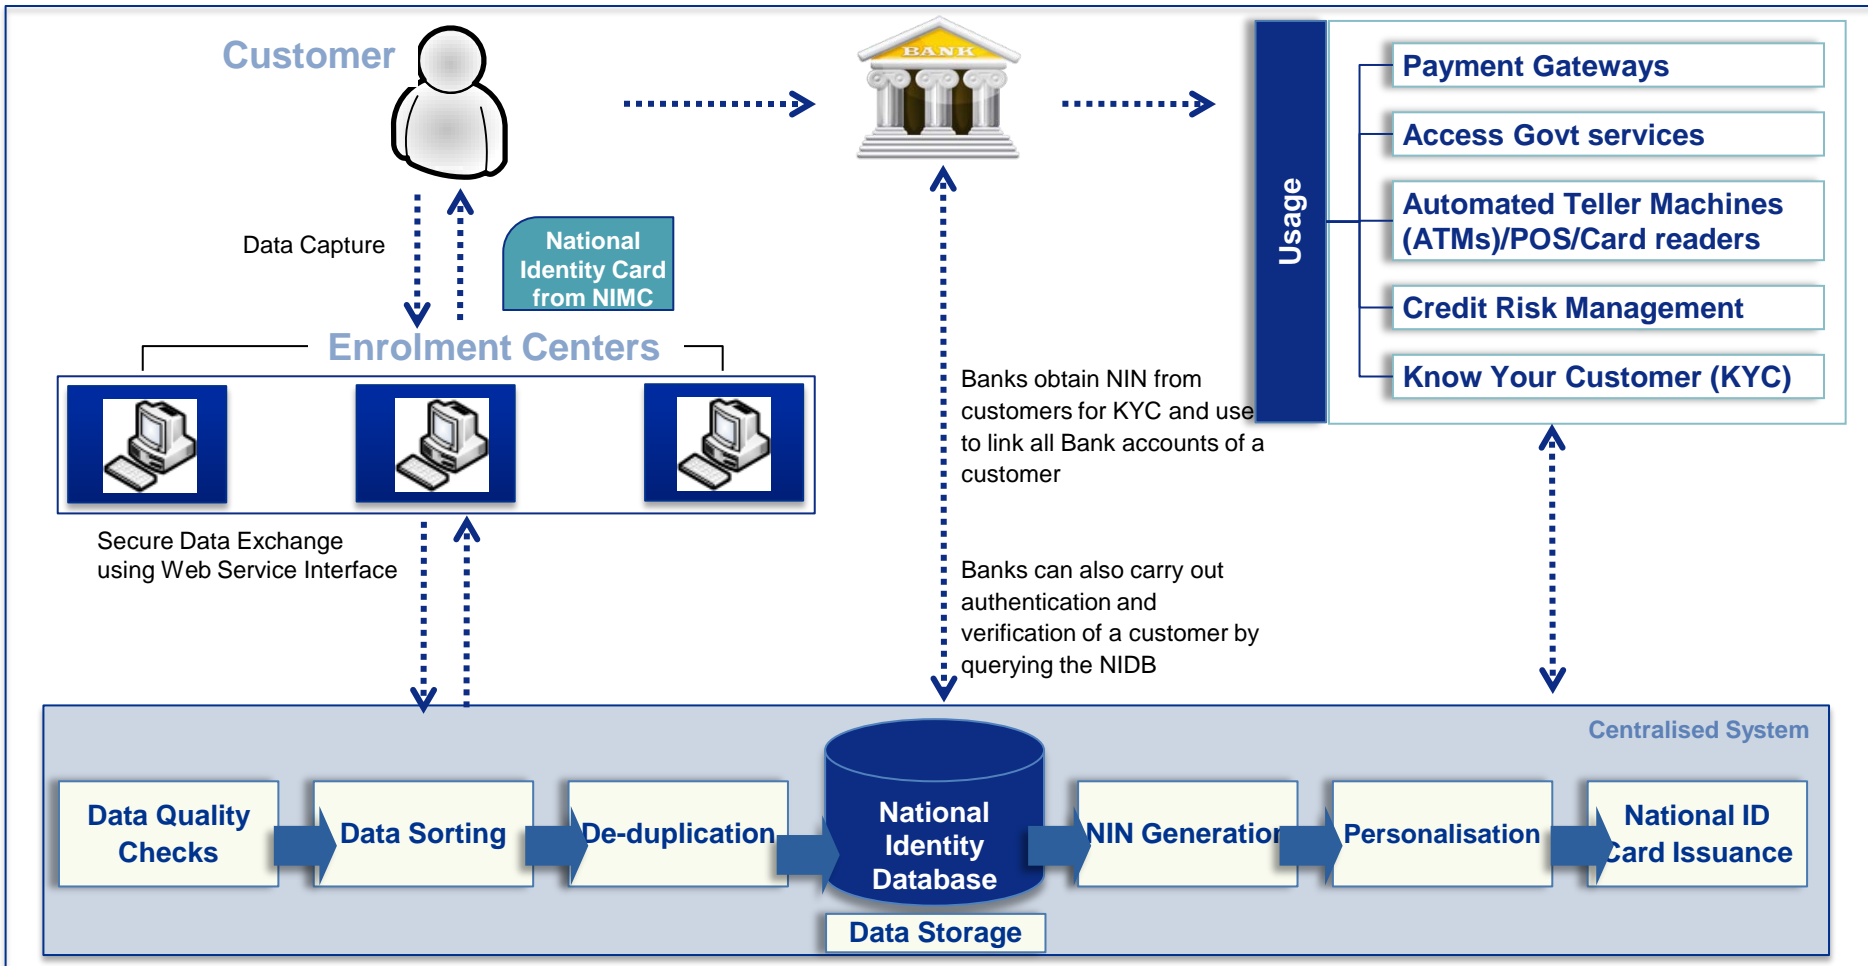 Customer
BANK
Payment Gateways
Access Govt services
Automated Teller Machines
(ATMs)/POS/Card readers
Credit Risk Management
Know Your Customer (KYC)
Usage
Data Capture
National
Identity Card
from NIMC
Enrolment Centers
Banks obtain NIN from
customers for KYC and use
to link all Bank accounts of a
customer
Secure Data Exchange
using Web Service Interface
Banks can also carry out
authentication and
verification of a customer by
querying the NIDB
Centralised System
Data Quality
Checks
Data Sorting
De-duplication
National
Identity
Database
NIN Generation
Personalisation
National ID
Card Issuance
Data Storage